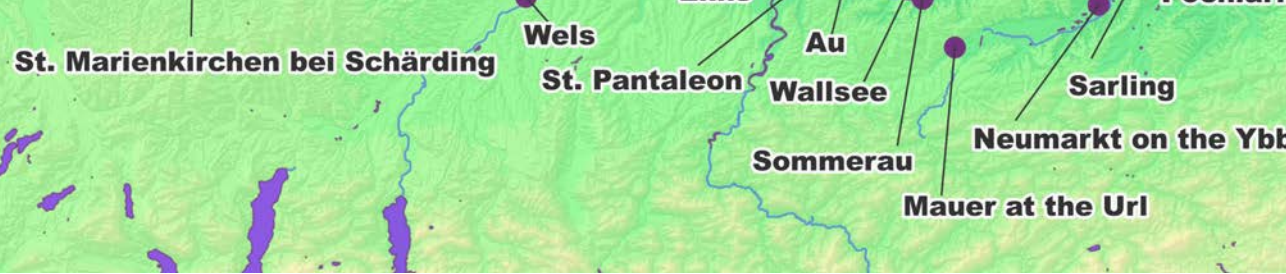 Wels
Au
St. Marienkirchen bei Schärding
St. Pantaleon
Wallsee
Sarling
Neumarkt on the Ybb
Sommerau
Mauer at the Url